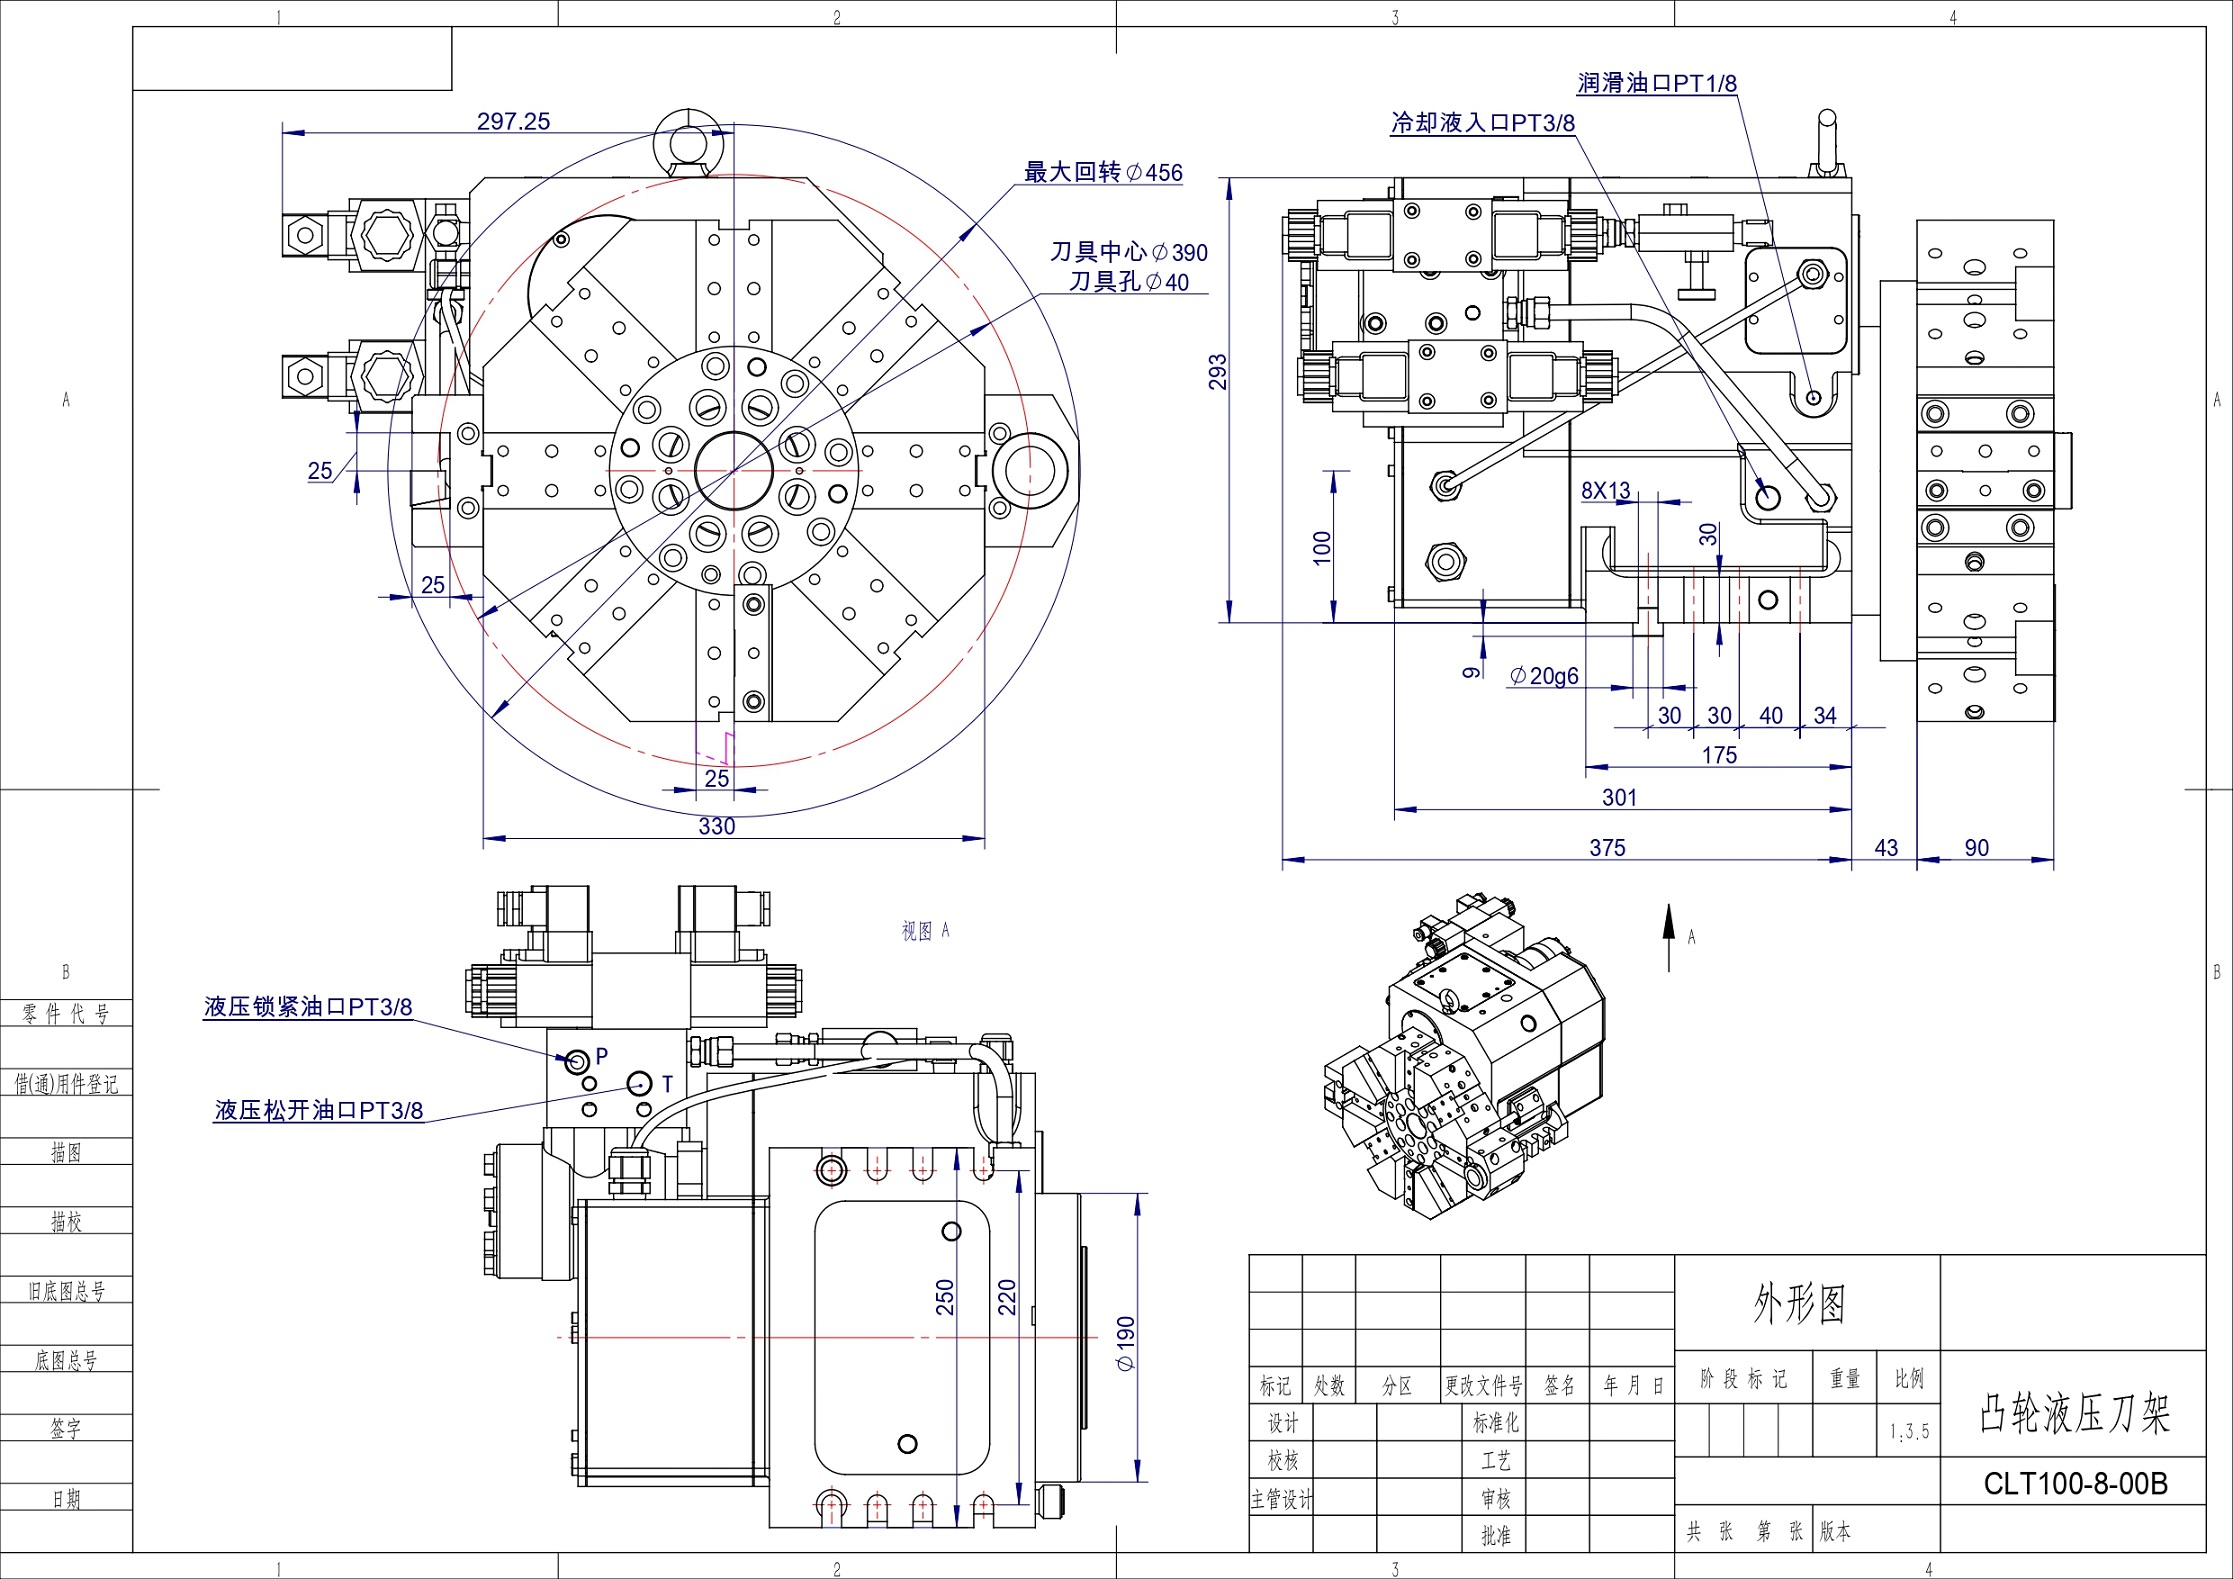 1
2
3
4
润滑油口PT1/8
冷却液入口PT3/8
297.25
最大回转∅456
刀具中心∅390
刀具孔∅40
293
A
A
25
8X13
30
100
25
9
∅20g6
30
30
40
34
175
25
301
330
375
43
90
视图 A
A
B
B
液压锁紧油口PT3/8
P
T
液压松开油口PT3/8
250
220
∅190
零件代号
借(通)用件登记
描图
描校
旧底图总号
底图总号
签字
日期
外形图
标记 处数 分区 更改文件号 签名 年月日
阶段标记 重量 比例
设计 标准化
1:3.5
凸轮液压刀架
校核 工艺
CLT100-8-00B
主管设计 审核
批准
共 张 第 张 版本
1
2
3
4